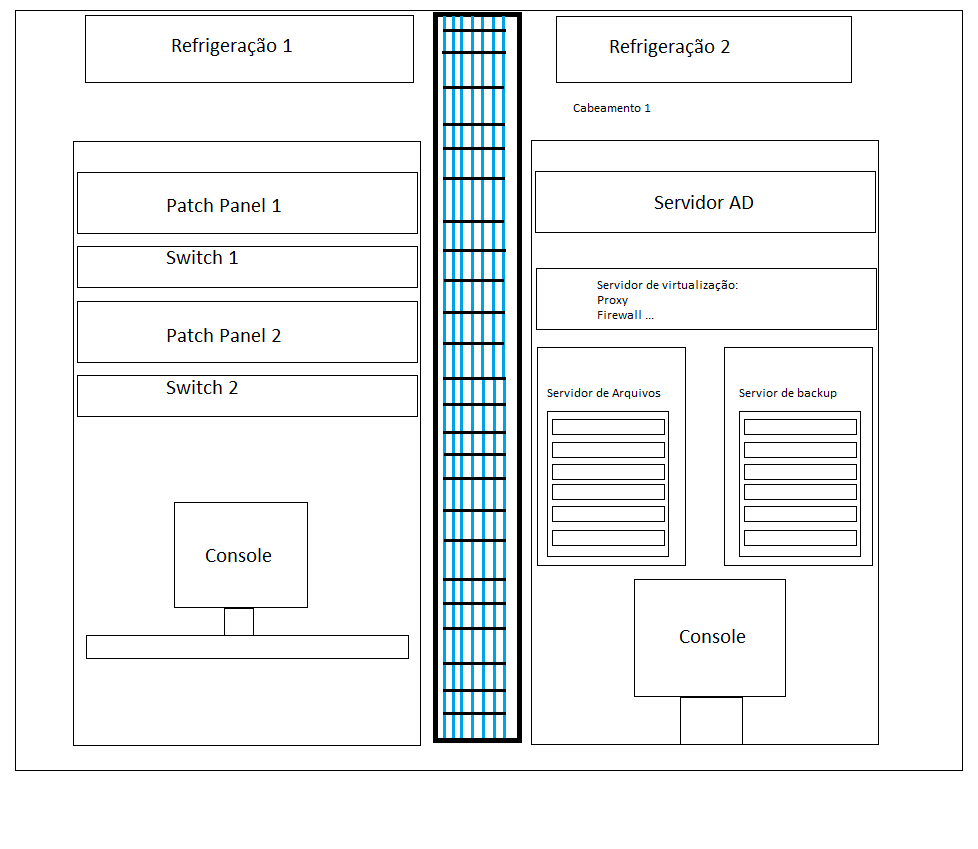 Refrigeração 1
Refrigeração 2
Cabeamento 1
Patch Panel 1
Switch 1
Patch Panel 2
Switch 2
Console
Servidor AD
Servidor de virtualização:
Proxy
Firewall ...
Servidor de Arquivos
Servior de backup
Console